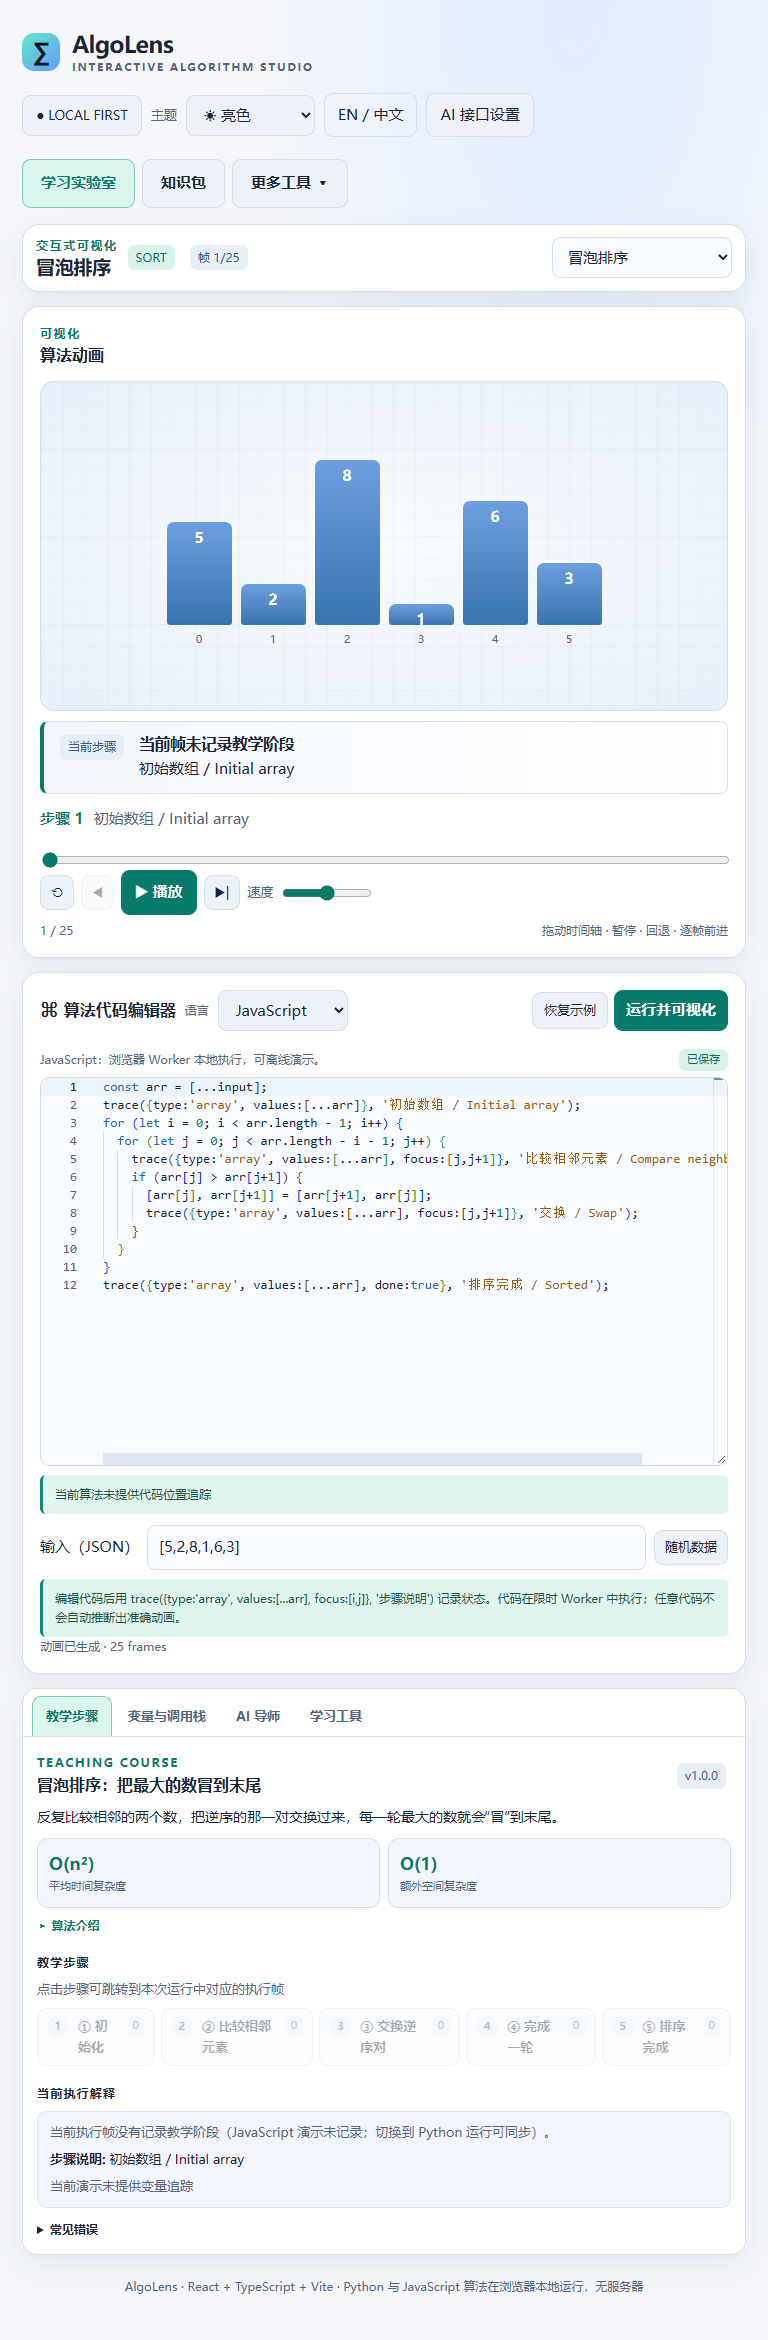 ∑ AlgoLens
INTERACTIVE ALGORITHM STUDIO
● LOCAL FIRST 主题 ☀ 亮色 EN / 中文 AI 接口设置
学习实验室 知识包 更多工具 ▼
交互式可视化
冒泡排序 SORT 帧 1/25 冒泡排序
可视化
算法动画
5 2 8 1 6 3
0 1 2 3 4 5
当前步骤 当前帧未记录教学阶段
初始数组 / Initial array
步骤 1 初始数组 / Initial array
⟲ ◀ ▶ 播放 ▶| 速度
1 / 25 拖动时间轴 · 暂停 · 回退 · 逐帧前进
⌘ 算法代码编辑器 语言 JavaScript 恢复示例 运行并可视化
JavaScript：浏览器 Worker 本地执行，可离线演示。 已保存
1 const arr = [...input];
2 trace({type:'array', values:[...arr]}, '初始数组 / Initial array');
3 for (let i = 0; i < arr.length - 1; i++) {
4 for (let j = 0; j < arr.length - i - 1; j++) {
5 trace({type:'array', values:[...arr], focus:[j,j+1]}, '比较相邻元素 / Compare neighb
6 if (arr[j] > arr[j+1]) {
7 [arr[j], arr[j+1]] = [arr[j+1], arr[j]];
8 trace({type:'array', values:[...arr], focus:[j,j+1]}, '交换 / Swap');
9 }
10 }
11 }
12 trace({type:'array', values:[...arr], done:true}, '排序完成 / Sorted');
当前算法未提供代码位置追踪
输入（JSON） [5,2,8,1,6,3] 随机数据
编辑代码后用 trace({type:'array', values:[...arr], focus:[i,j]}, '步骤说明') 记录状态。代码在限时 Worker 中执行；任意代码不
会自动推断出准确动画。
动画已生成 · 25 frames
教学步骤 变量与调用栈 AI 导师 学习工具
TEACHING COURSE
冒泡排序：把最大的数冒到末尾 v1.0.0
反复比较相邻的两个数，把逆序的那一对交换过来，每一轮最大的数就会“冒”到末尾。
O(n²) O(1)
平均时间复杂度 额外空间复杂度
▸ 算法介绍
教学步骤
点击步骤可跳转到本次运行中对应的执行帧
1 ① 初始化 0 2 ② 比较相邻元素 0 3 ③ 交换逆序对 0 4 ④ 完成一轮 0 5 ⑤ 排序完成 0
当前执行解释
当前执行帧没有记录教学阶段（JavaScript 演示未记录；切换到 Python 运行可同步）。
步骤说明: 初始数组 / Initial array
当前演示未提供变量追踪
▶ 常见错误
AlgoLens · React + TypeScript + Vite · Python 与 JavaScript 算法在浏览器本地运行，无服务器